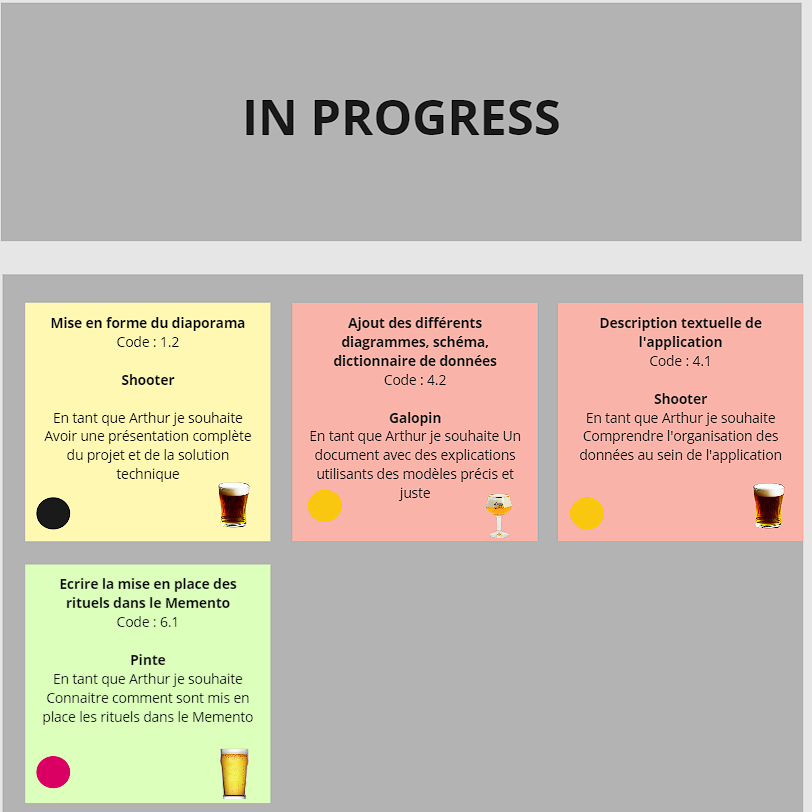 IN PROGRESS
Mise en forme du diaporama
Code : 1.2
Shooter
En tant que Arthur je souhaite
Avoir une présentation complète
du projet et de la solution
technique
Ajout des différents
diagrammes, schéma,
dictionnaire de données
Code : 4.2
Galopin
En tant que Arthur je souhaite Un
document avec des explications
utilisants des modèles précis et
juste
Description textuelle de
l'application
Code : 4.1
Shooter
En tant que Arthur je souhaite
Comprendre l'organisation des
données au sein de l'application
Ecrire la mise en place des
rituels dans le Memento
Code : 6.1
Pinte
En tant que Arthur je souhaite
Connaitre comment sont mis en
place les rituels dans le Memento